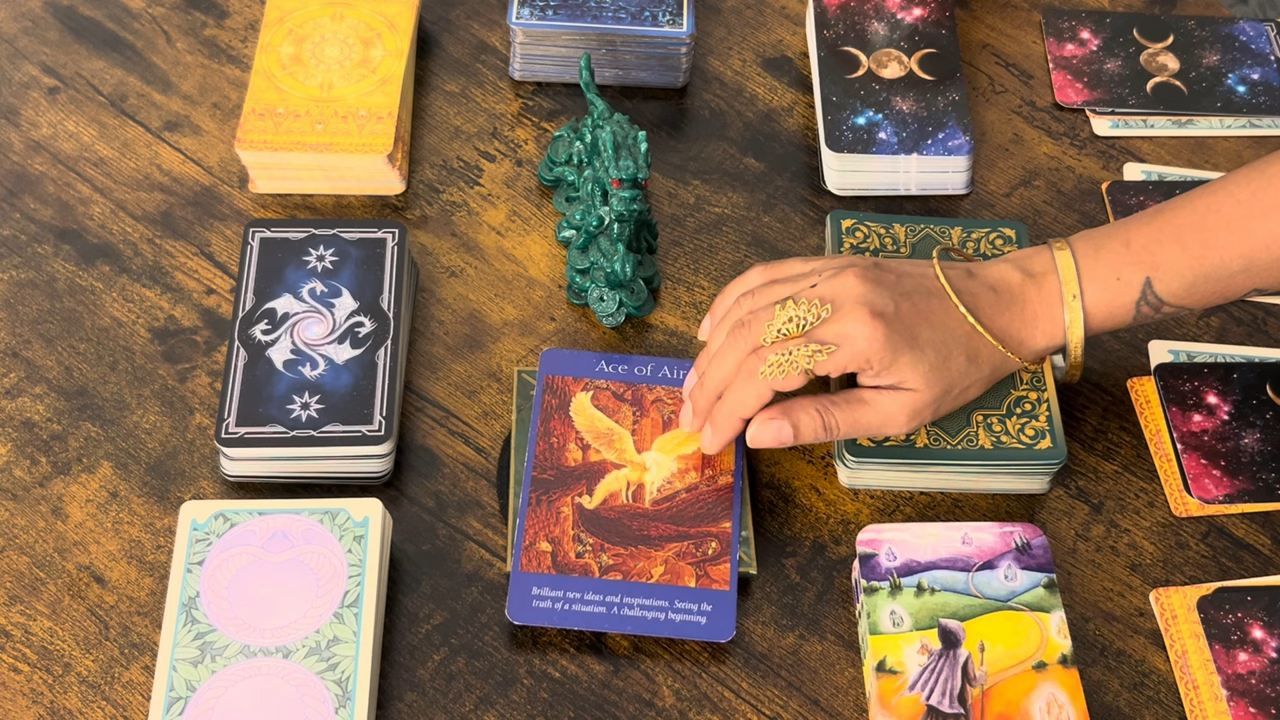 Ace of Air
Brilliant new ideas and inspirations. Seeing the
truth of a situation. A challenging beginning.